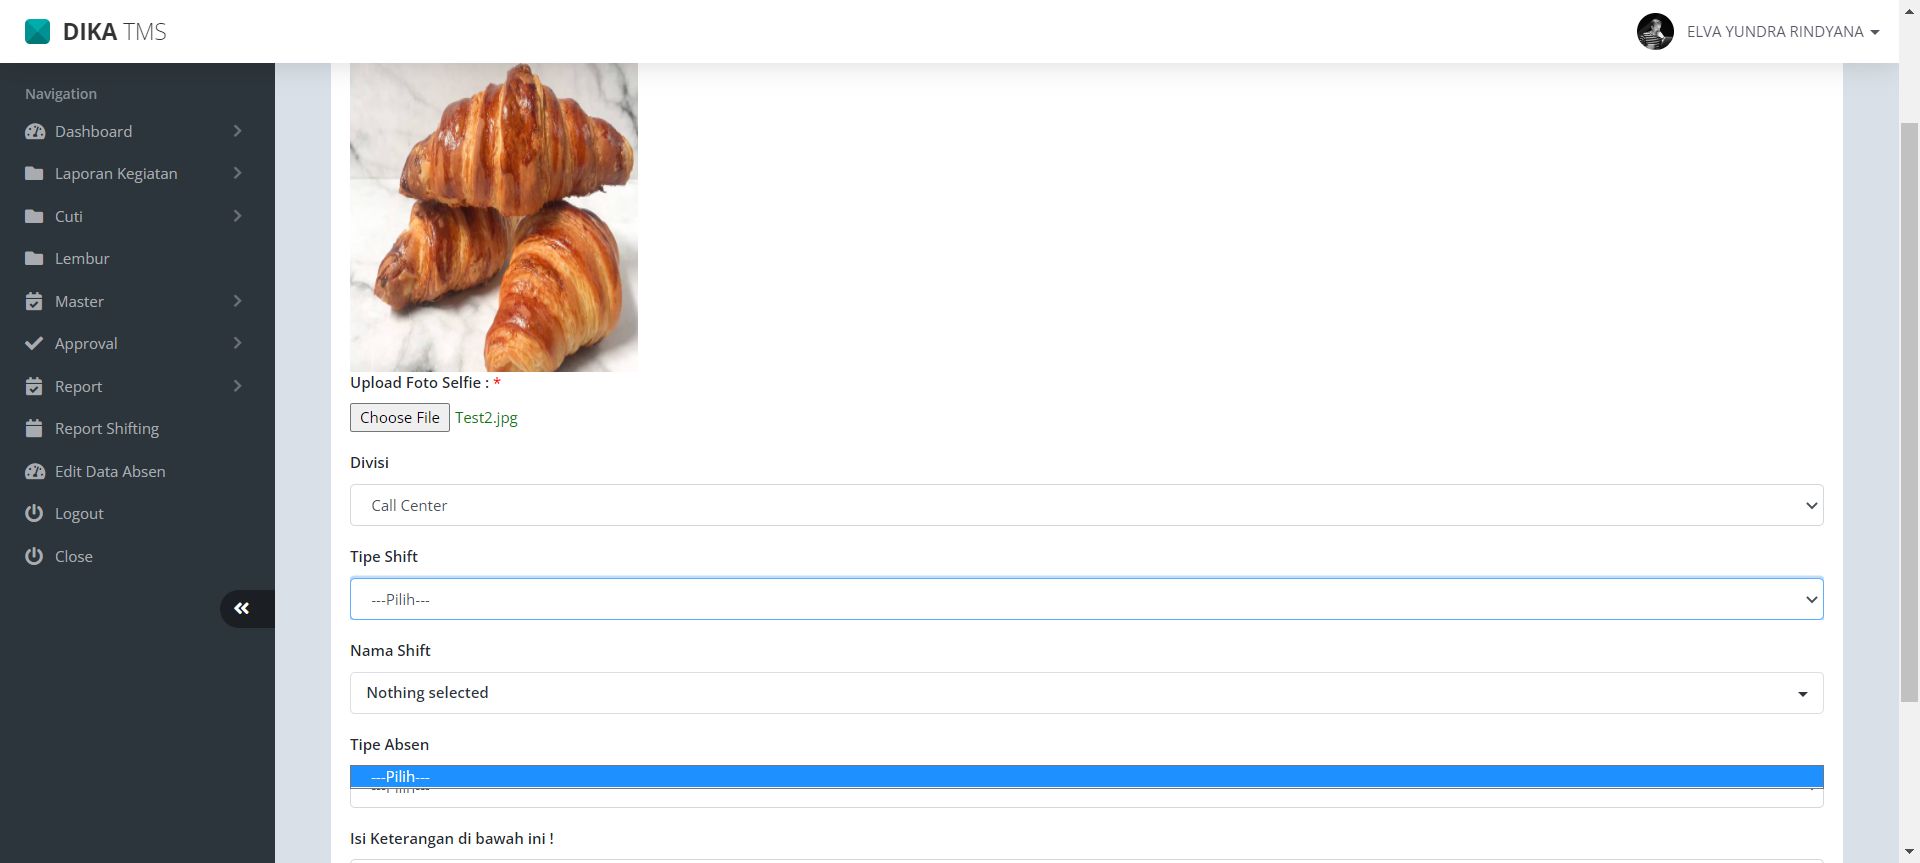 DIKA TMS
ELVA YUNDRA RINDYANA
Navigation
Dashboard
Laporan Kegiatan
Cuti
Lembur
Master
Approval
Report
Report Shifting
Edit Data Absen
Logout
Close
Upload Foto Selfie : *
Choose File Test2.jpg
Divisi
Call Center
Tipe Shift
---Pilih---
Nama Shift
Nothing selected
Tipe Absen
---Pilih---
---Pilih---
Isi Keterangan di bawah ini !